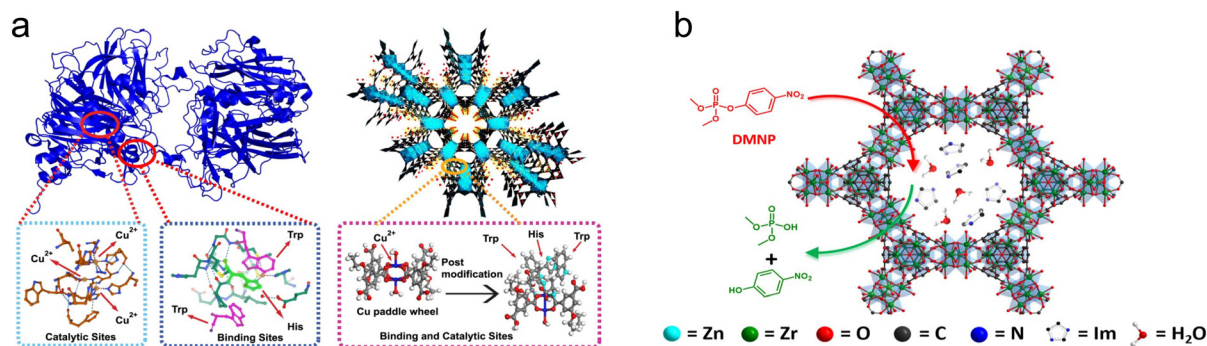 a
Cu2+
Cu2+
Cu2+
Catalytic Sites
Trp
Trp
His
Binding Sites
Trp
His
Trp
Cu2+
Post
modification
Cu paddle wheel
Binding and Catalytic Sites
b
O
O
P
O
O
NO2
DMNP
O
O
P
OH
O
+
NO2
HO
= Zn
= Zr
= O
= C
= N
= Im
= H2O